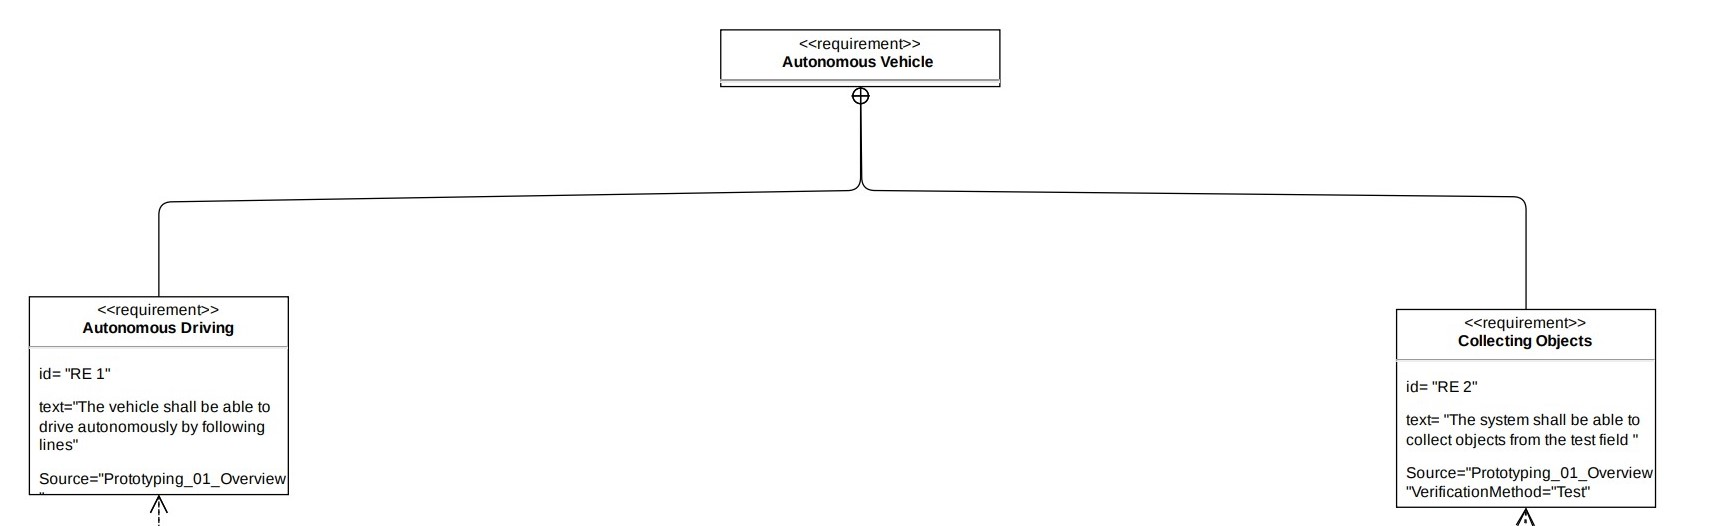 <<requirement>>
Autonomous Vehicle
<<requirement>>
Autonomous Driving
id= "RE 1"
text="The vehicle shall be able to
drive autonomously by following
lines"
Source="Prototyping_01_Overview
"
<<requirement>>
Collecting Objects
id= "RE 2"
text= "The system shall be able to
collect objects from the test field "
Source="Prototyping_01_Overview
"VerificationMethod="Test"